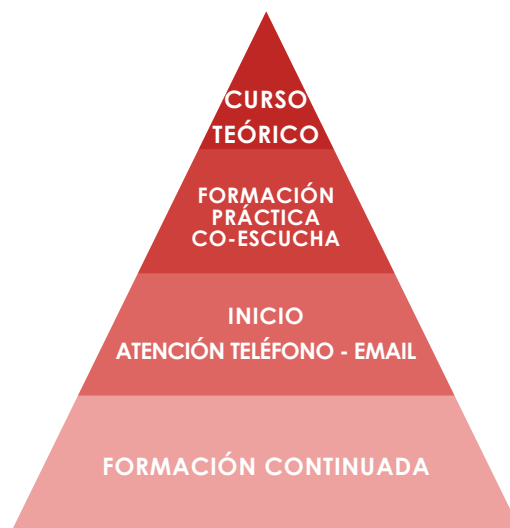 CURSO
TEÓRICO
FORMACIÓN
PRÁCTICA
CO-ESCUCHA
INICIO
ATENCIÓN TELÉFONO - EMAIL
FORMACIÓN CONTINUADA